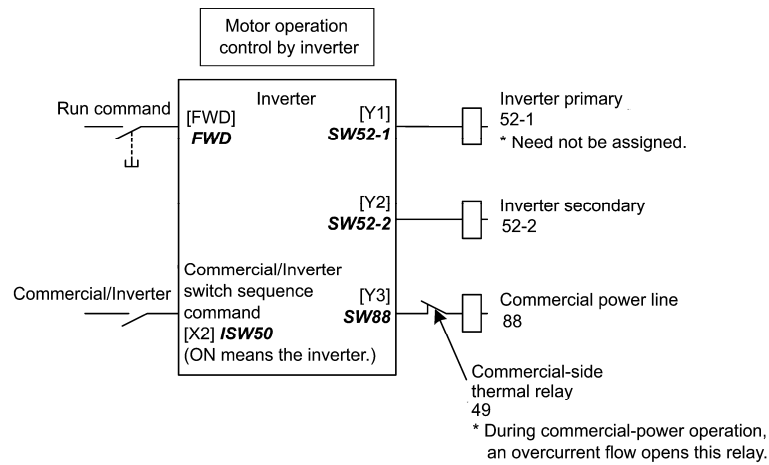 Motor operation
control by inverter
Run command
Inverter
[FWD]
FWD
[Y1]
SW52-1
Inverter primary
52-1
* Need not be assigned.
[Y2]
SW52-2
Inverter secondary
52-2
Commercial/Inverter
Commercial/Inverter
switch sequence
command
[X2] ISW50
(ON means the inverter.)
[Y3]
SW88
Commercial power line
88
Commercial-side
thermal relay
49
* During commercial-power operation,
an overcurrent flow opens this relay.